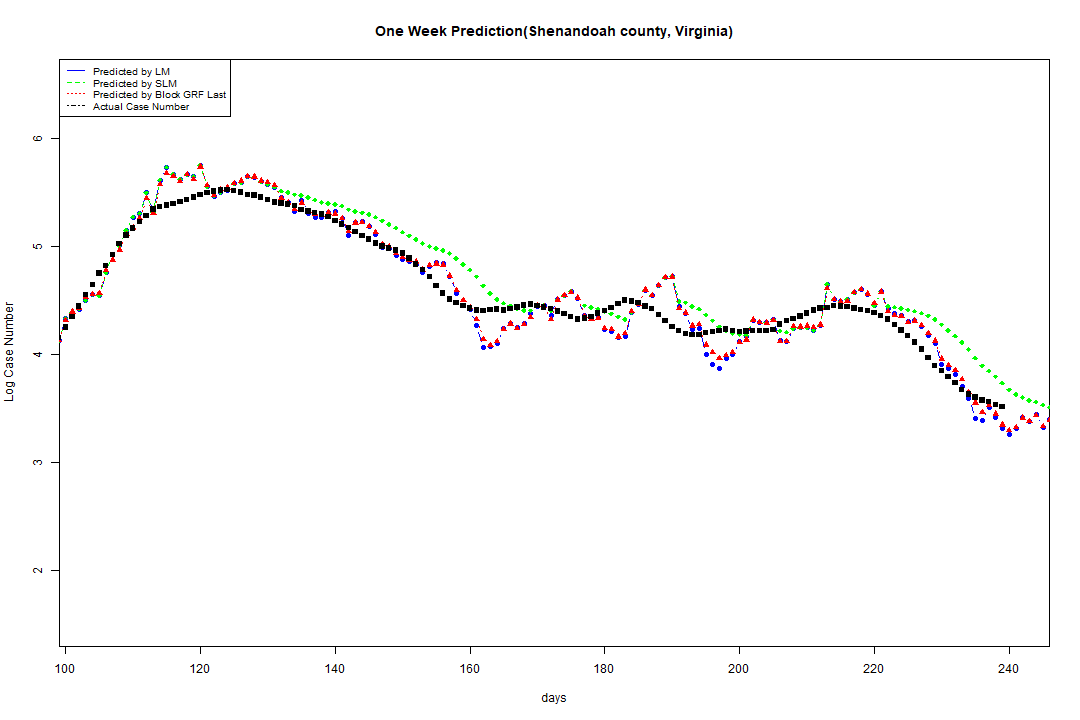 One Week Prediction(Shenandoah county, Virginia)
Predicted by LM
Predicted by SLM
Predicted by Block GRF Last
Actual Case Number
Log Case Number
6
5
4
3
2
100 120 140 160 180 200 220 240
days